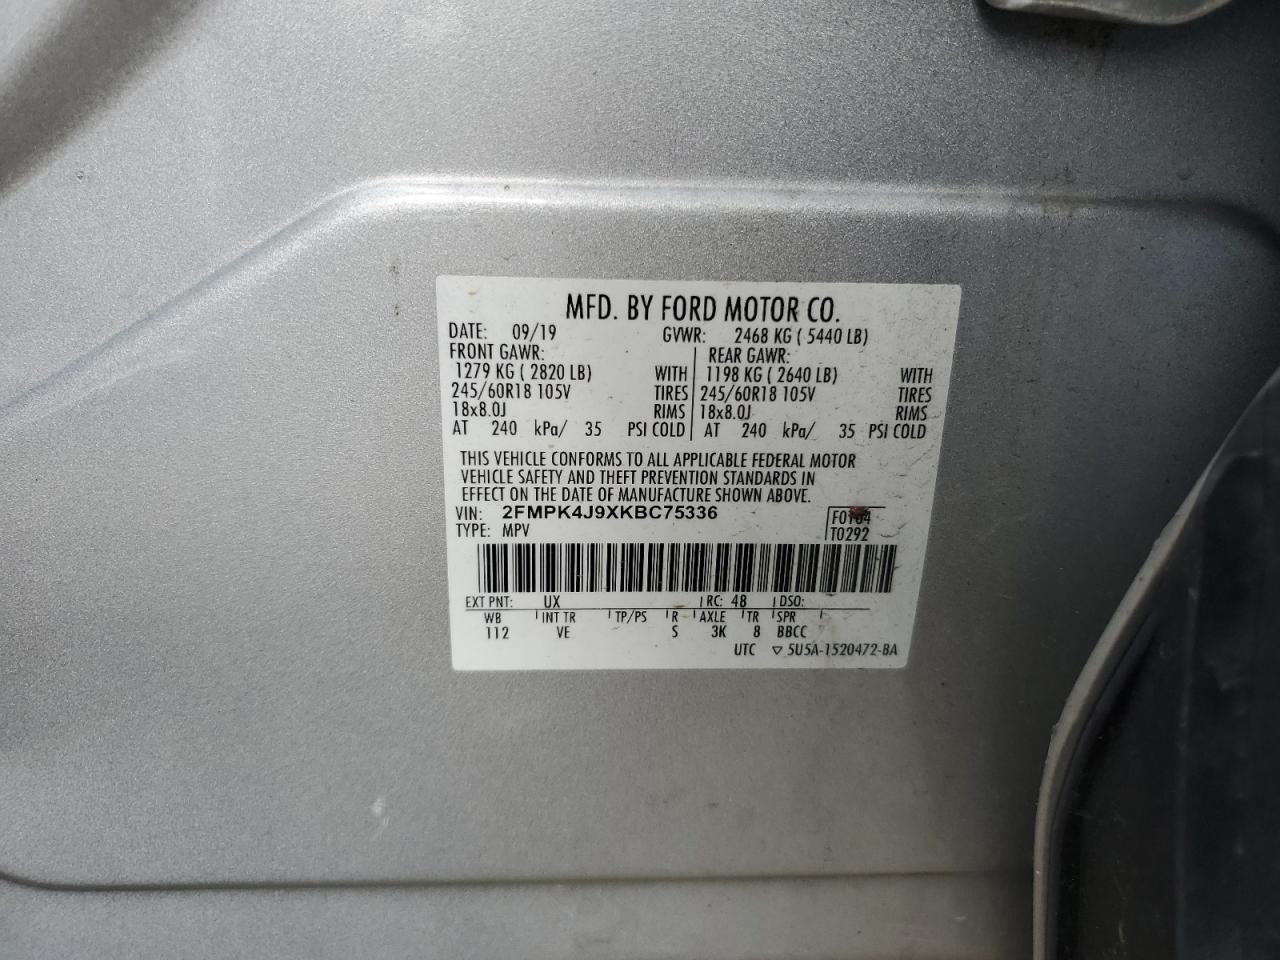 MFD. BY FORD MOTOR CO.
DATE: 09/19 GVWR: 2468 KG ( 5440 LB)
FRONT GAWR: REAR GAWR:
1279 KG ( 2820 LB) WITH 1198 KG ( 2640 LB) WITH
245/60R18 105V TIRES 245/60R18 105V TIRES
18x8.0J RIMS 18x8.0J RIMS
AT 240 kPa/ 35 PSI COLD AT 240 kPa/ 35 PSI COLD
THIS VEHICLE CONFORMS TO ALL APPLICABLE FEDERAL MOTOR
VEHICLE SAFETY AND THEFT PREVENTION STANDARDS IN
EFFECT ON THE DATE OF MANUFACTURE SHOWN ABOVE.
VIN: 2FMPK4J9XKBC75336
TYPE: MPV T0292
EXT PNT: UX RC: 48 DSO:
WB INT TR TP/PS R AXLE TR SPR
112 VE S 3K 8 BBCC
UTC ▽ 5U5A-1520472-BA